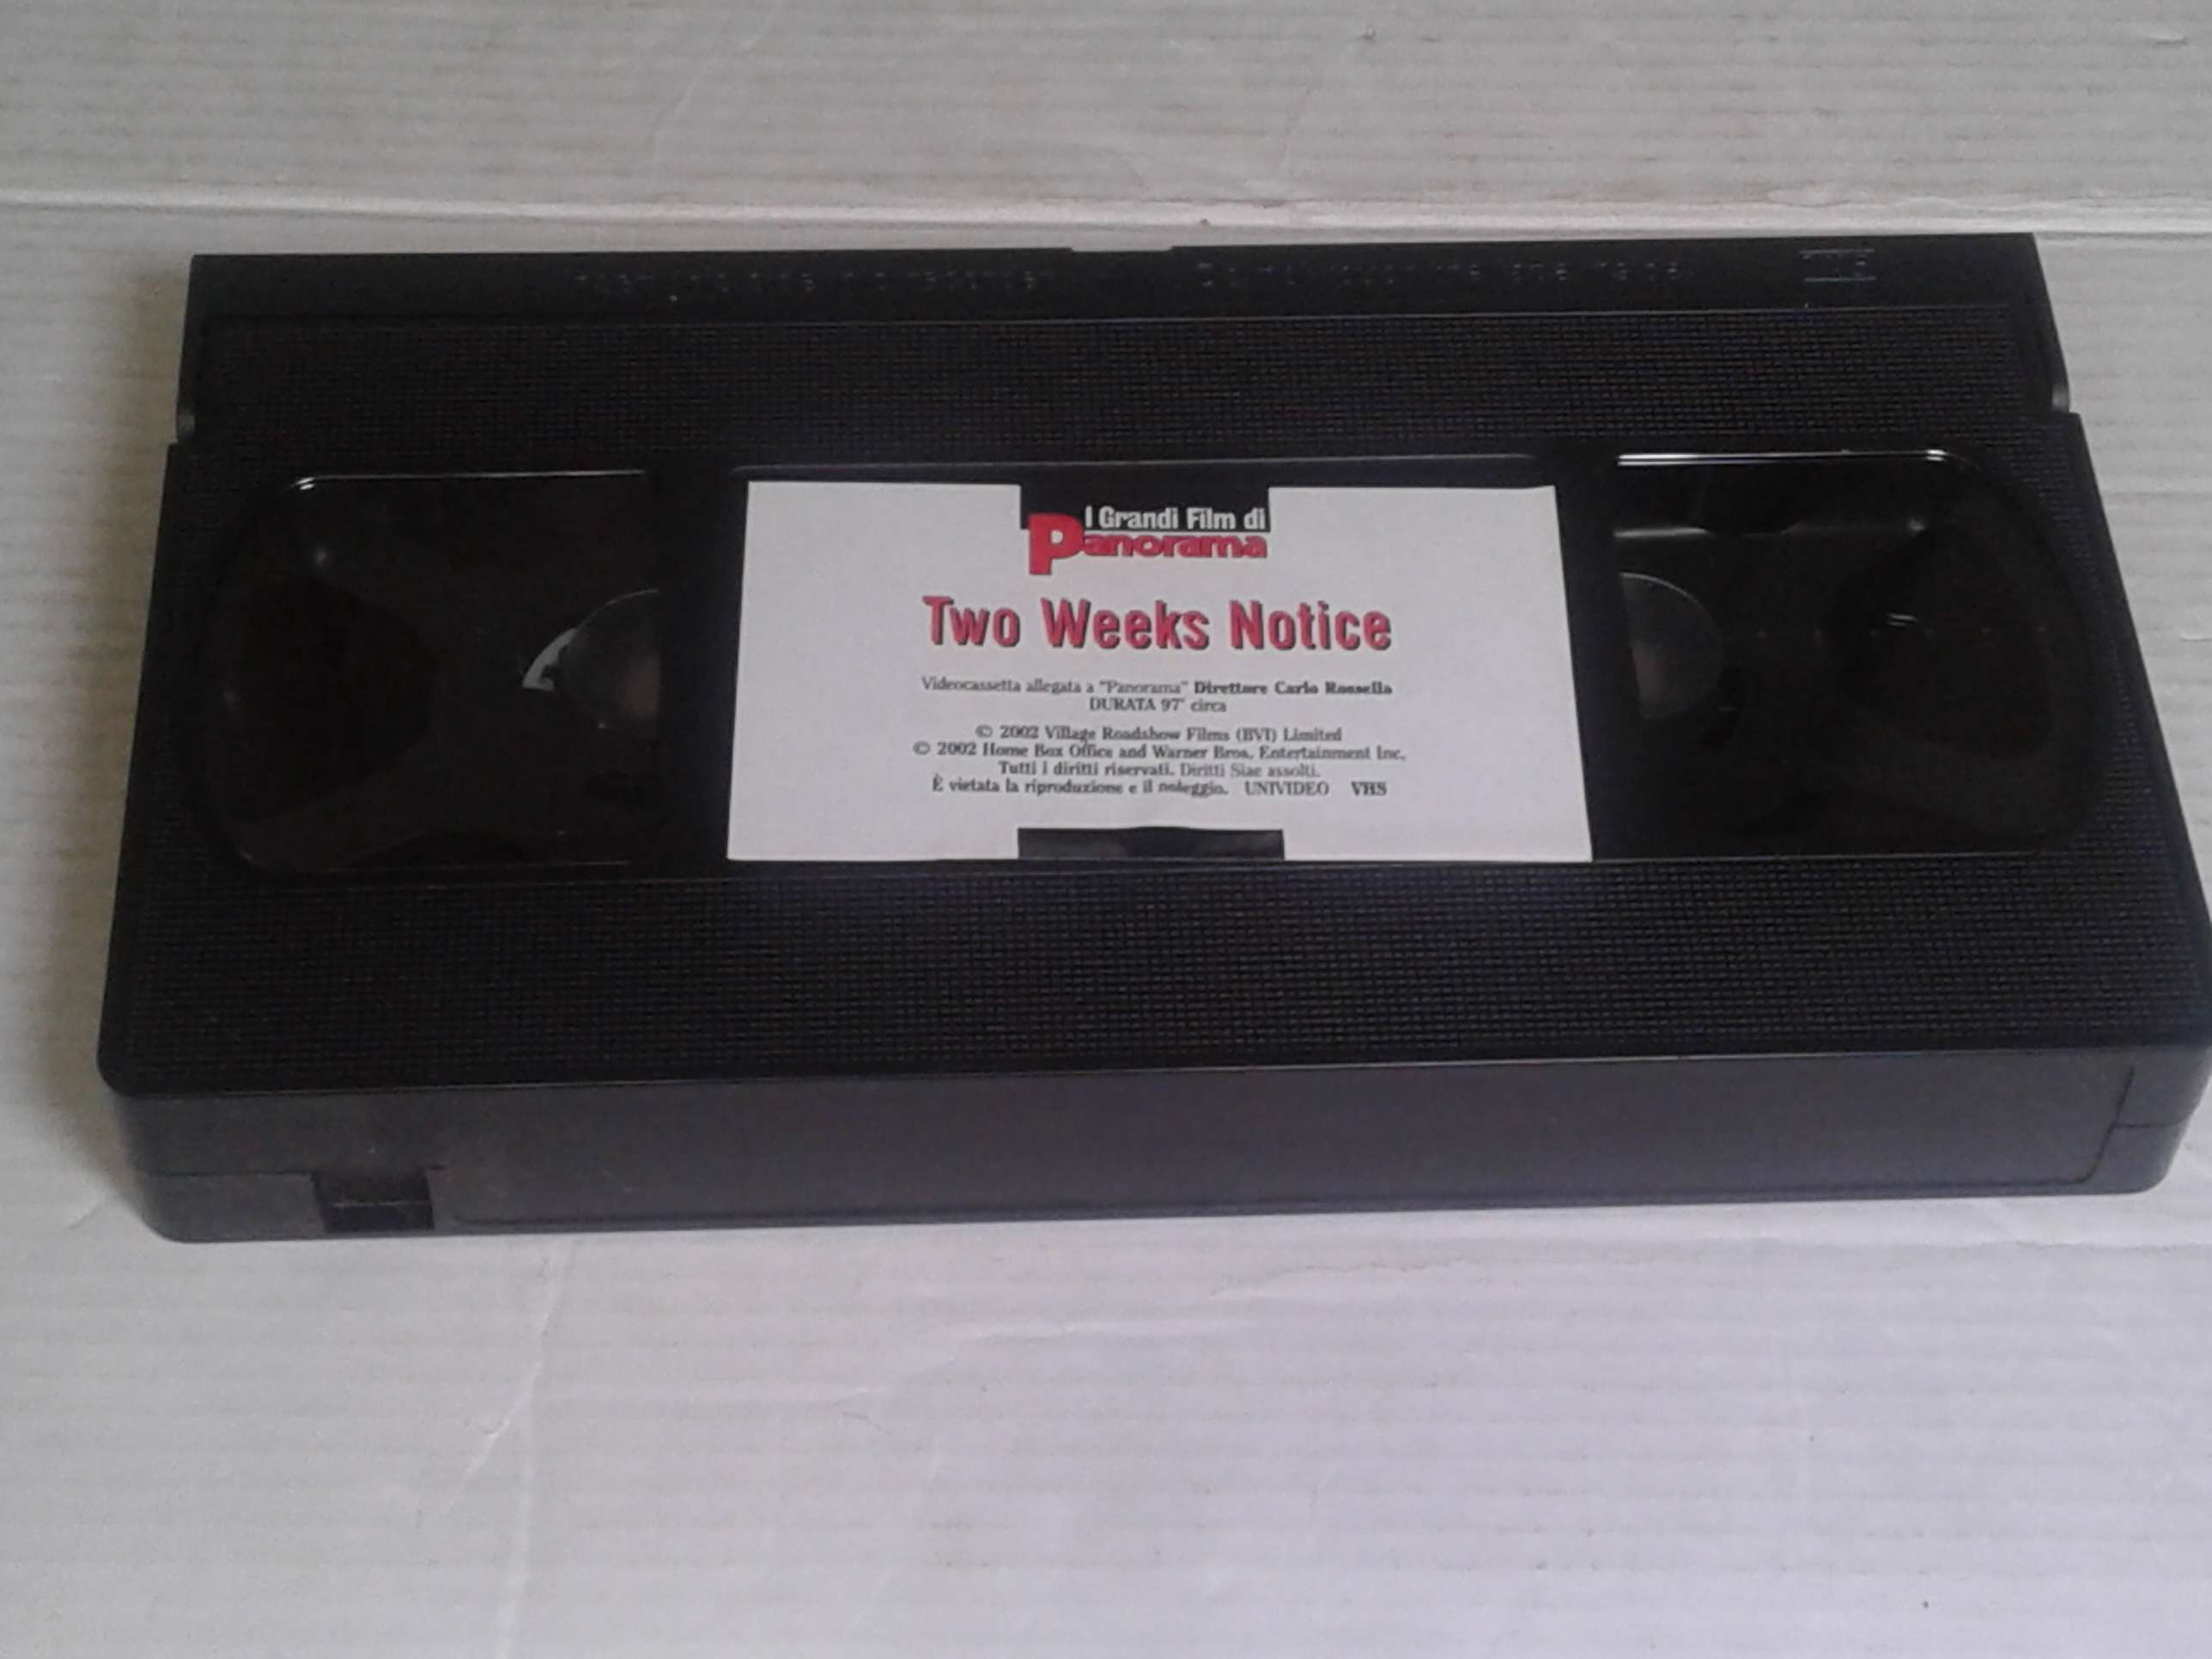 I Grandi Film di
Panorama
Two Weeks Notice
Videocassetta allegata a "Panorama" Direttore Carlo Rossella
DURATA 97' circa
© 2002 Village Roadshow Films (BVI) Limited
© 2002 Home Box Office and Warner Bros. Entertainment Inc.
Tutti i diritti riservati. Diritti Siae assolti.
È vietata la riproduzione e il noleggio. UNIVIDEO VHS